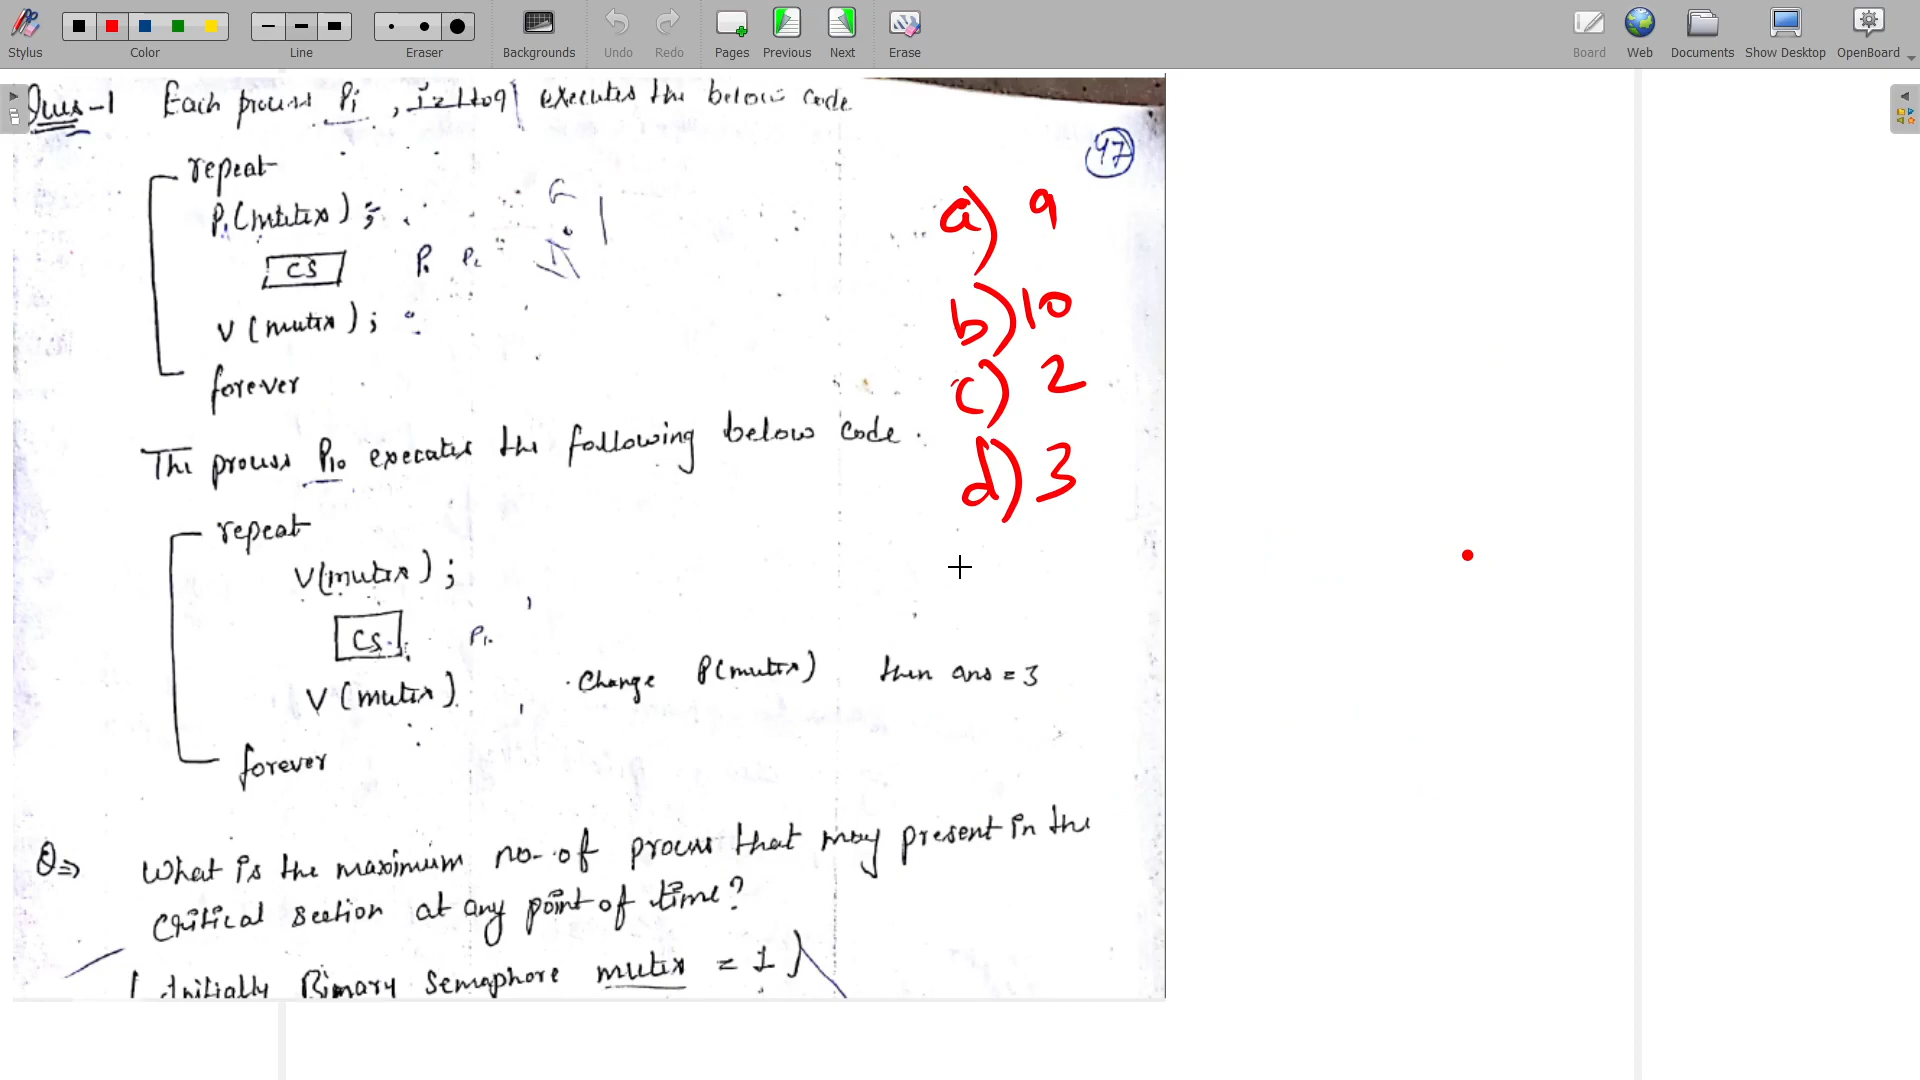 Stylus Color Line Eraser Backgrounds Undo Redo Pages Previous Next Erase Board Web Documents Show Desktop OpenBoard
Ques-1 Each process Pi , i=1 to 9 executes the below code
47
repeat
P(mutex) ;
CS
V (mutex) ;
forever
a) 9
b) 10
c) 2
d) 3
The process P10 executes the following below code .
repeat
V(mutex) ;
CS
V (mutex)
Change P(mutex) then ans = 3
forever
Q⇒ What is the maximum no. of process that may present in the
critical section at any point of time?
( Initially Binary Semaphore mutex = 1 )